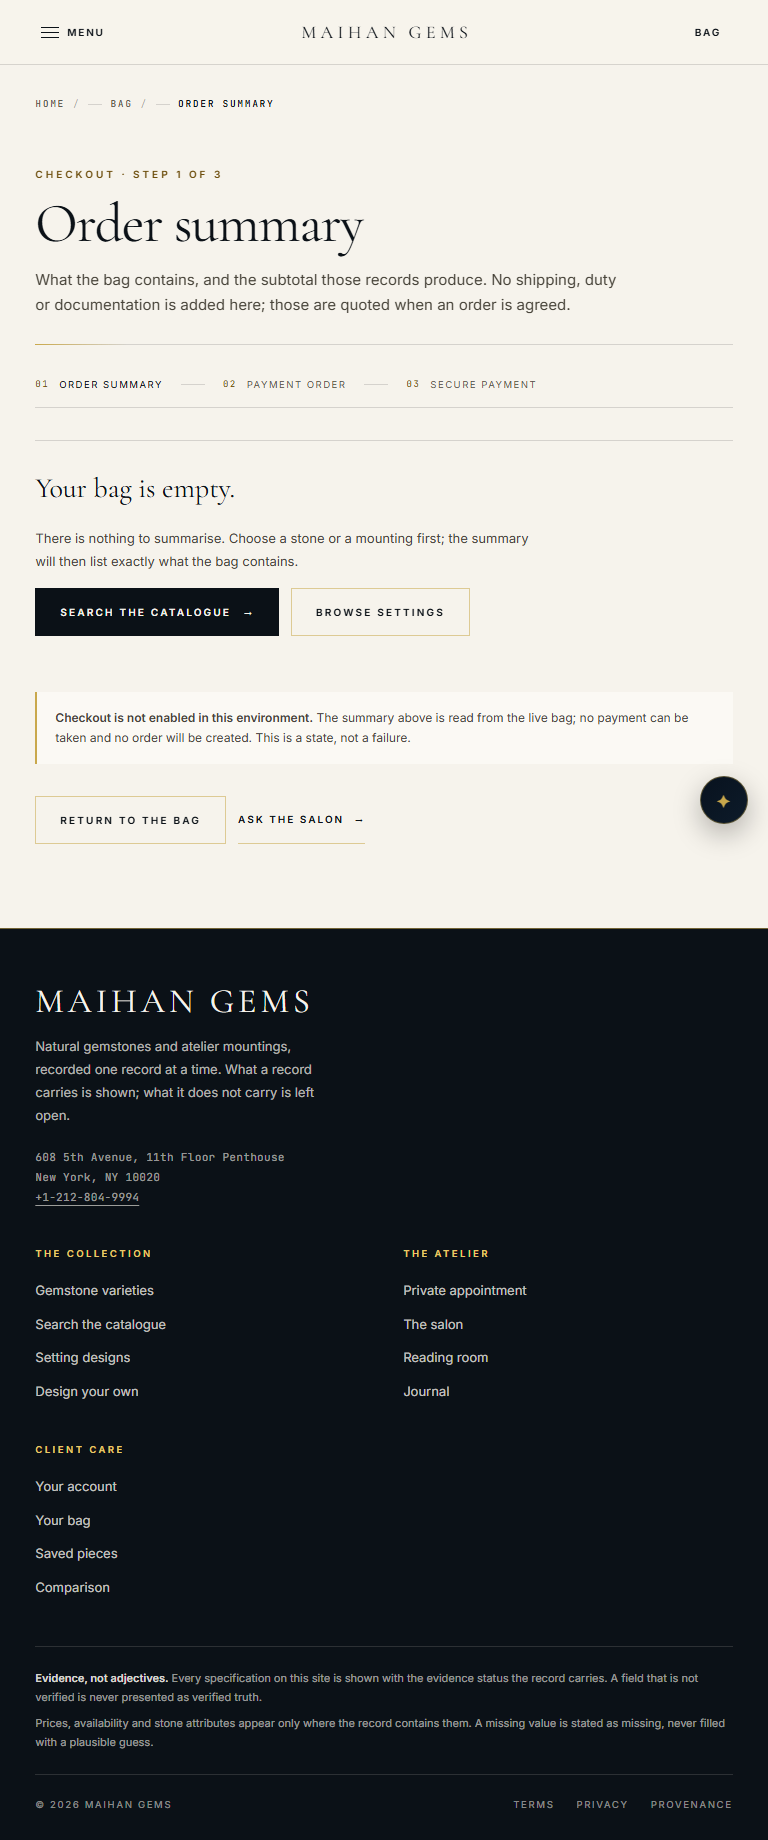 MENU
MAIHAN GEMS
BAG
HOME / — BAG / — ORDER SUMMARY
CHECKOUT · STEP 1 OF 3
Order summary
What the bag contains, and the subtotal those records produce. No shipping, duty
or documentation is added here; those are quoted when an order is agreed.
01 ORDER SUMMARY — 02 PAYMENT ORDER — 03 SECURE PAYMENT
Your bag is empty.
There is nothing to summarise. Choose a stone or a mounting first; the summary
will then list exactly what the bag contains.
SEARCH THE CATALOGUE →
BROWSE SETTINGS
Checkout is not enabled in this environment. The summary above is read from the live bag; no payment can be
taken and no order will be created. This is a state, not a failure.
RETURN TO THE BAG
ASK THE SALON →
MAIHAN GEMS
Natural gemstones and atelier mountings,
recorded one record at a time. What a record
carries is shown; what it does not carry is left
open.
608 5th Avenue, 11th Floor Penthouse
New York, NY 10020
+1-212-804-9994
THE COLLECTION
Gemstone varieties
Search the catalogue
Setting designs
Design your own
THE ATELIER
Private appointment
The salon
Reading room
Journal
CLIENT CARE
Your account
Your bag
Saved pieces
Comparison
Evidence, not adjectives. Every specification on this site is shown with the evidence status the record carries. A field that is not
verified is never presented as verified truth.
Prices, availability and stone attributes appear only where the record contains them. A missing value is stated as missing, never filled
with a plausible guess.
© 2026 MAIHAN GEMS
TERMS
PRIVACY
PROVENANCE